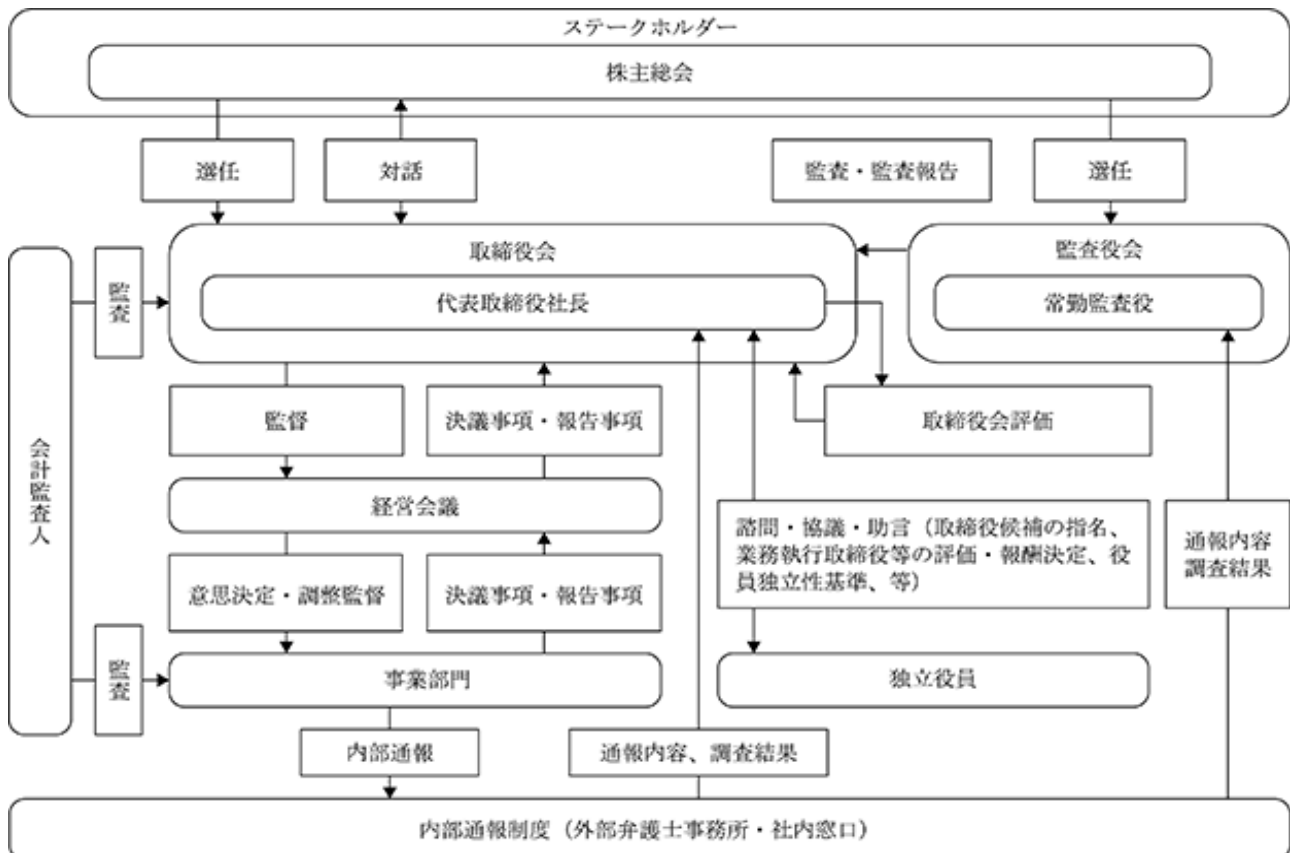 ステークホルダー
株主総会
選任
対話
監査・監査報告
選任
取締役会
代表取締役社長
監査役会
常勤監査役
監査
会計監査人
監督
決議事項・報告事項
取締役会評価
経営会議
諮問・協議・助言（取締役候補の指名、
業務執行取締役等の評価・報酬決定、役
員独立性基準、等）
通報内容
調査結果
意思決定・調整監督
決議事項・報告事項
監査
事業部門
独立役員
内部通報
通報内容、調査結果
内部通報制度（外部弁護士事務所・社内窓口）